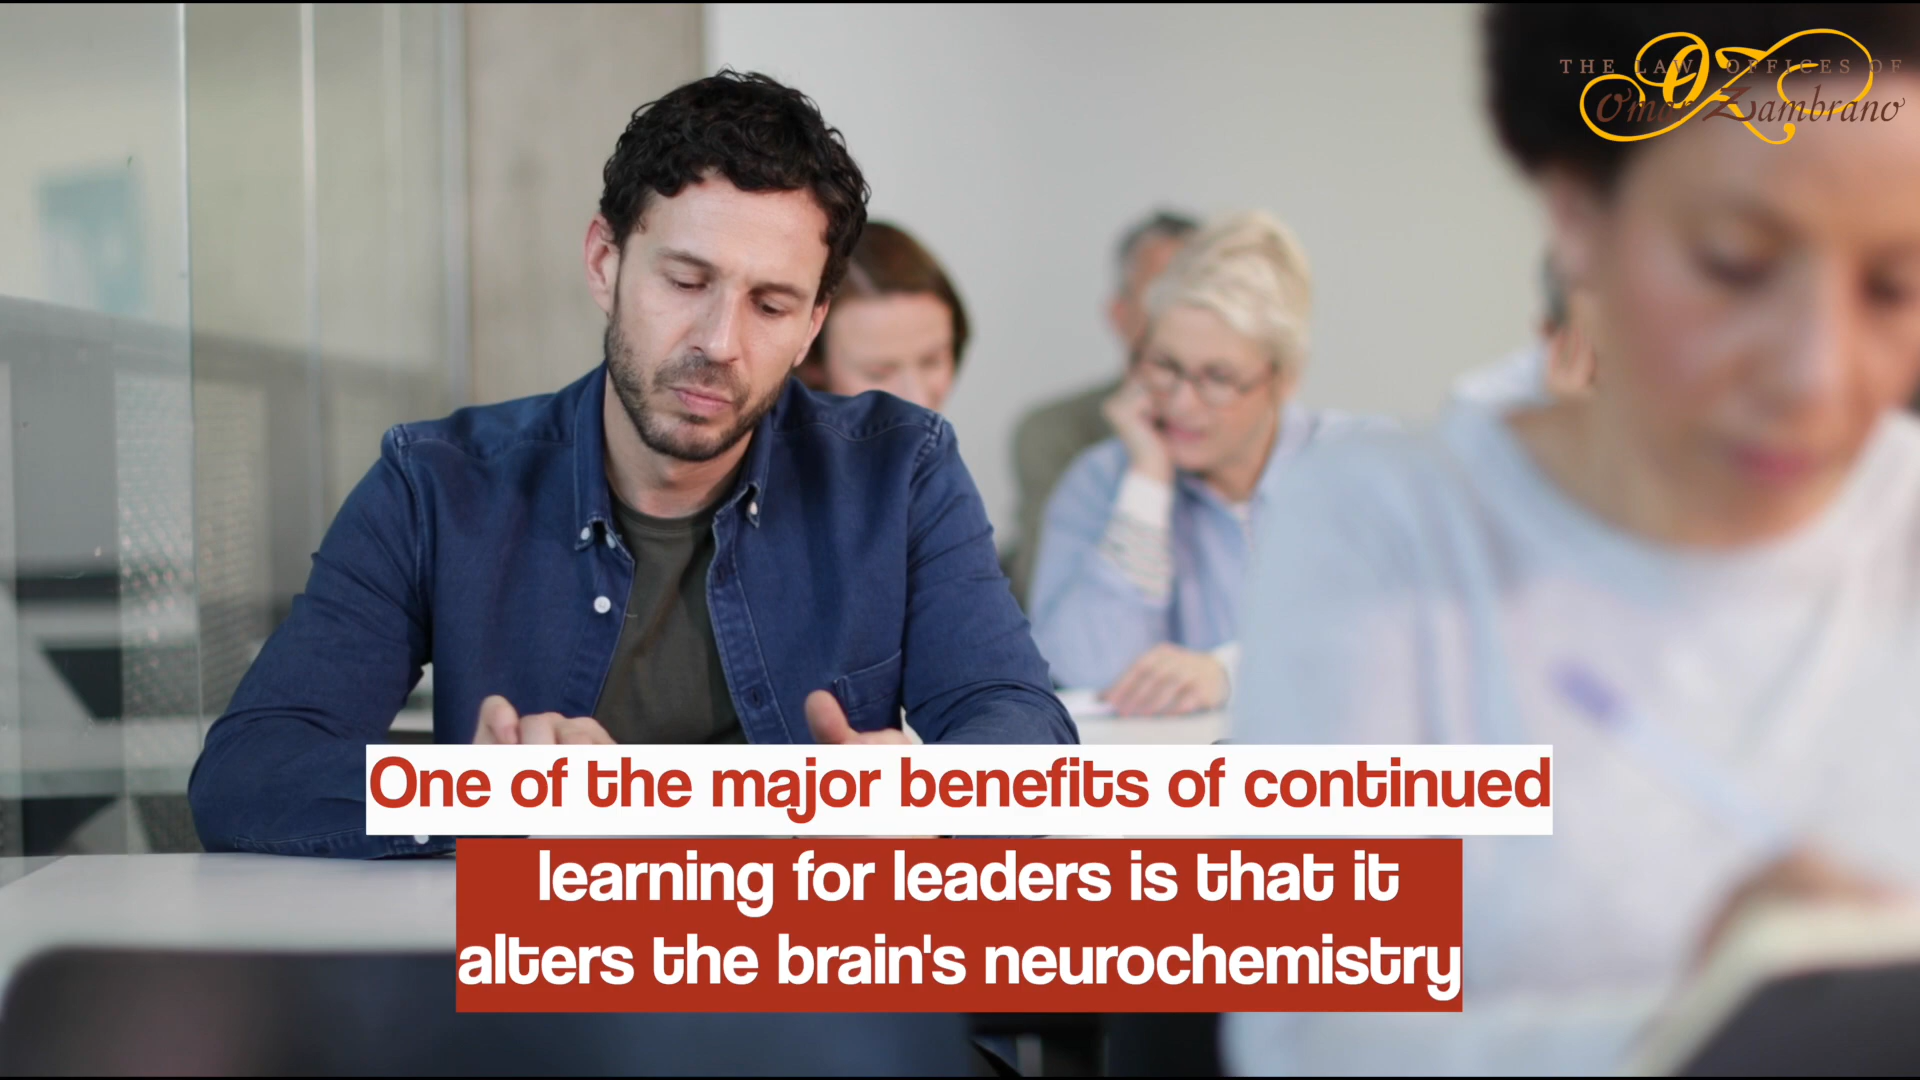 THE LAW OFFICES OF
OZ
Omar Zambrano
One of the major benefits of continued
learning for leaders is that it
alters the brain's neurochemistry